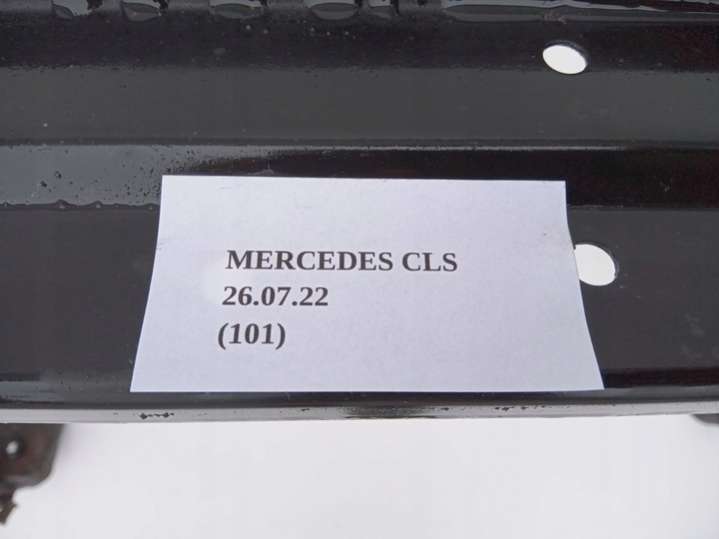 MERCEDES CLS
26.07.22
(101)